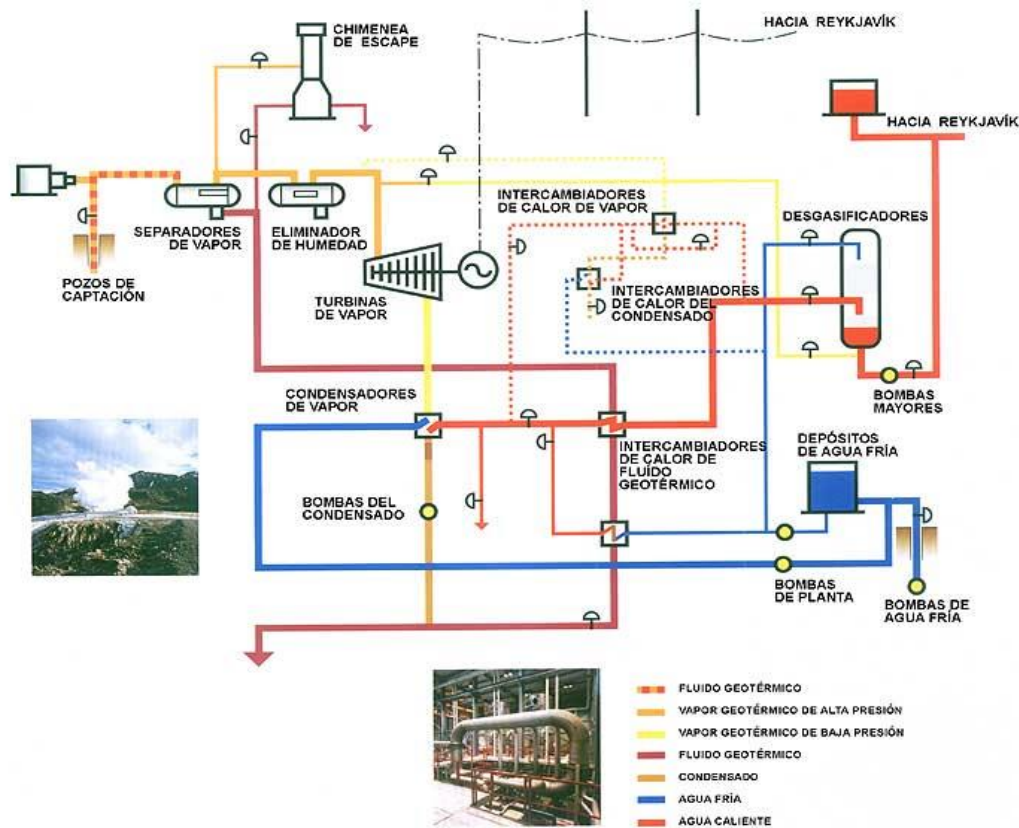 HACIA REYKJAVÍK
CHIMENEA
DE ESCAPE
HACIA REYKJAVÍK
INTERCAMBIADORES
DE CALOR DE VAPOR
DESGASIFICADORES
SEPARADORES
DE VAPOR
ELIMINADOR
DE HUMEDAD
POZOS DE
CAPTACIÓN
TURBINAS
DE VAPOR
INTERCAMBIADORES
DE CALOR DEL
CONDENSADO
BOMBAS
MAYORES
CONDENSADORES
DE VAPOR
INTERCAMBIADORES
DE CALOR DE
FLUÍDO
GEOTÉRMICO
DEPÓSITOS
DE AGUA FRÍA
BOMBAS DEL
CONDENSADO
BOMBAS
DE PLANTA
BOMBAS DE
AGUA FRÍA
FLUIDO GEOTÉRMICO
VAPOR GEOTÉRMICO DE ALTA PRESIÓN
VAPOR GEOTÉRMICO DE BAJA PRESIÓN
FLUIDO GEOTÉRMICO
CONDENSADO
AGUA FRÍA
AGUA CALIENTE